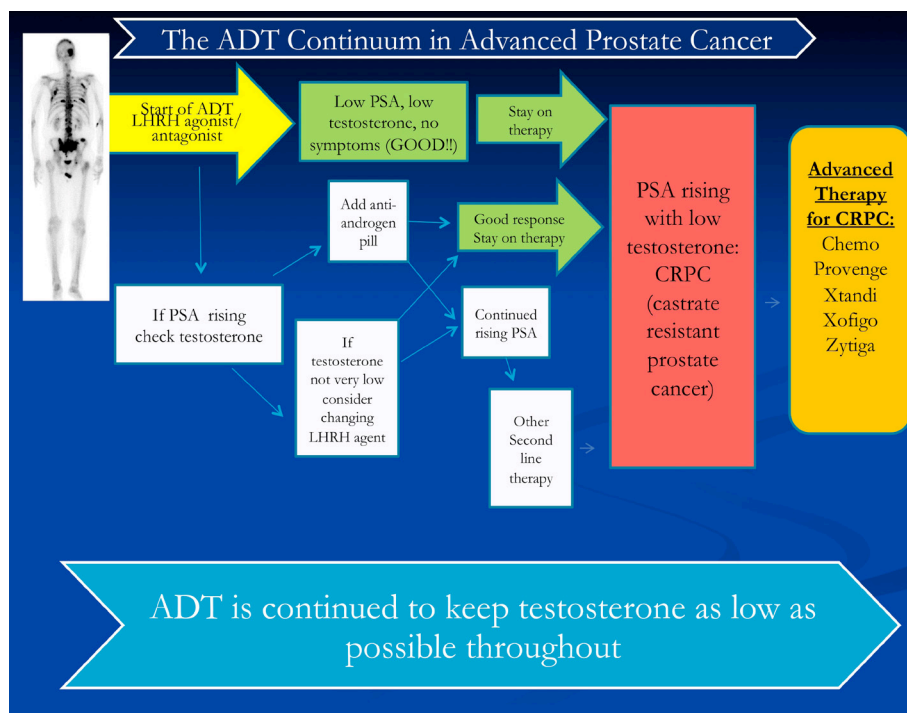 The ADT Continuum in Advanced Prostate Cancer
Start of ADT
LHRH agonist/
antagonist
Low PSA, low
testosterone, no
symptoms (GOOD!!)
Stay on
therapy
Add anti-
androgen
pill
Good response
Stay on therapy
If PSA rising
check testosterone
If
testosterone
not very low
consider
changing
LHRH agent
Continued
rising PSA
Other
Second
line
therapy
PSA rising
with low
testosterone:
CRPC
(castrate
resistant
prostate
cancer)
Advanced
Therapy
for CRPC:
Chemo
Provenge
Xtandi
Xofigo
Zytiga
ADT is continued to keep testosterone as low as
possible throughout